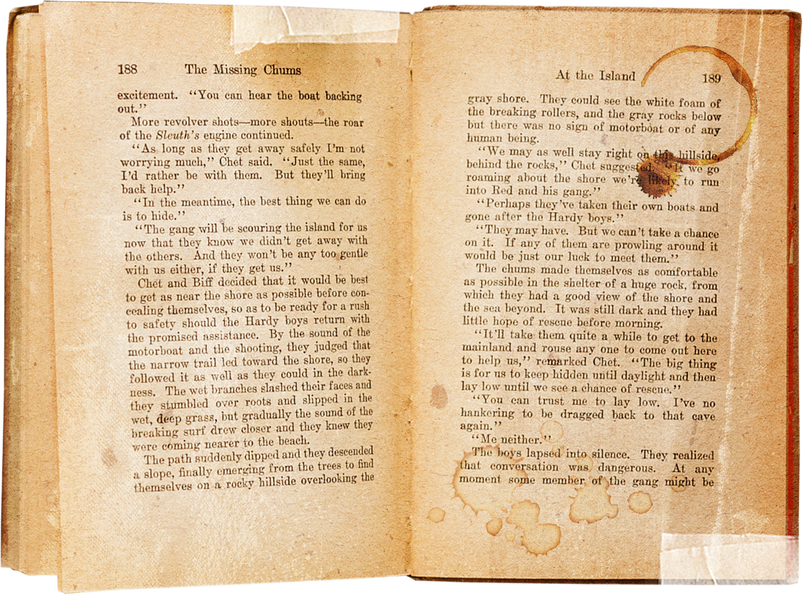 188 The Missing Chums
excitement. "You can hear the boat backing
out."
More revolver shots—more shouts—the roar
of the Sleuth's engine continued.
"As long as they get away safely I'm not
worrying much," Chet said. "Just the same,
I'd rather be with them. But they'll bring
back help."
"In the meantime, the best thing we can do
is to hide."
"The gang will be scouring the island for us
now that they know we didn't get away with
the others. And they won't be any too gentle
with us either, if they get us."
Chet and Biff decided that it would be best
to get as near the shore as possible before con-
cealing themselves, so as to be ready for a rush
to safety should the Hardy boys return with
the promised assistance. By the sound of the
motorboat and the shooting, they judged that
the narrow trail led toward the shore, so they
followed it as well as they could in the dark-
ness. The wet branches slashed their faces and
they stumbled over roots and slipped in the
wet, deep grass, but gradually the sound of the
breaking surf drew closer and they knew they
were coming nearer to the beach.
The path suddenly dipped and they descended
a slope, finally emerging from the trees to find
themselves on a rocky hillside overlooking the
At the Island 189
gray shore. They could see the white foam of
the breaking rollers, and the gray rocks below
but there was no sign of motorboat or of any
human being.
"We may as well stay right on this hillside,
behind the rocks," Chet suggested. "If we go
roaming about the shore we're likely to run
into Red and his gang."
"Perhaps they've taken their own boats and
gone after the Hardy boys."
"They may have. But we can't take a chance
on it. If any of them are prowling around it
would be just our luck to meet them."
The chums made themselves as comfortable
as possible in the shelter of a huge rock, from
which they had a good view of the shore and
the sea beyond. It was still dark and they had
little hope of rescue before morning.
"It'll take them quite a while to get to the
mainland and rouse any one to come out here
to help us," remarked Chet. "The big thing
is for us to keep hidden until daylight and then
lay low until we see a chance of rescue."
"You can trust me to lay low. I've no
hankering to be dragged back to that cave
again."
"Me neither."
The boys lapsed into silence. They realized
that conversation was dangerous. At any
moment some member of the gang might be